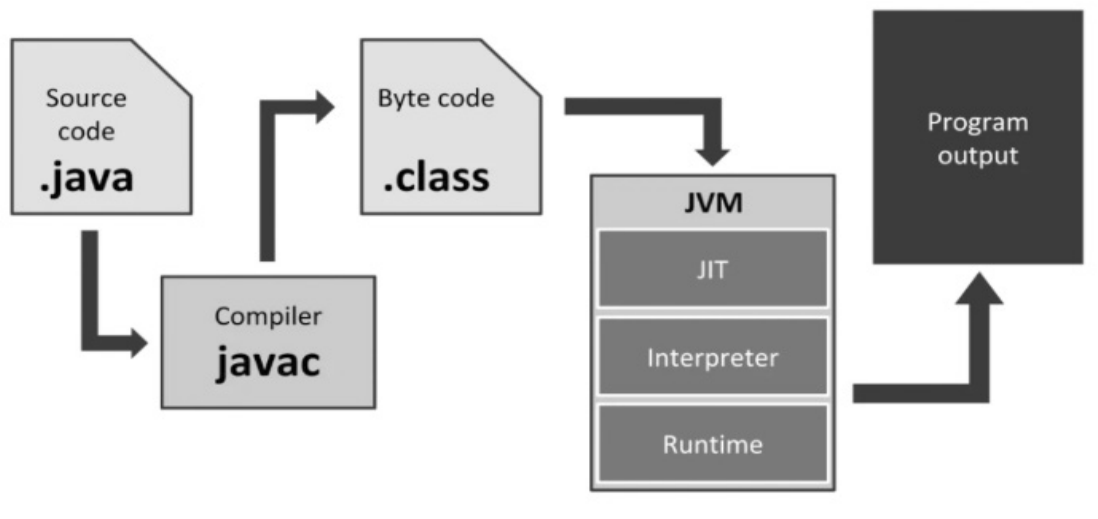 Source
code
.java
Compiler
javac
Byte code
.class
JVM
JIT
Interpreter
Runtime
Program
output